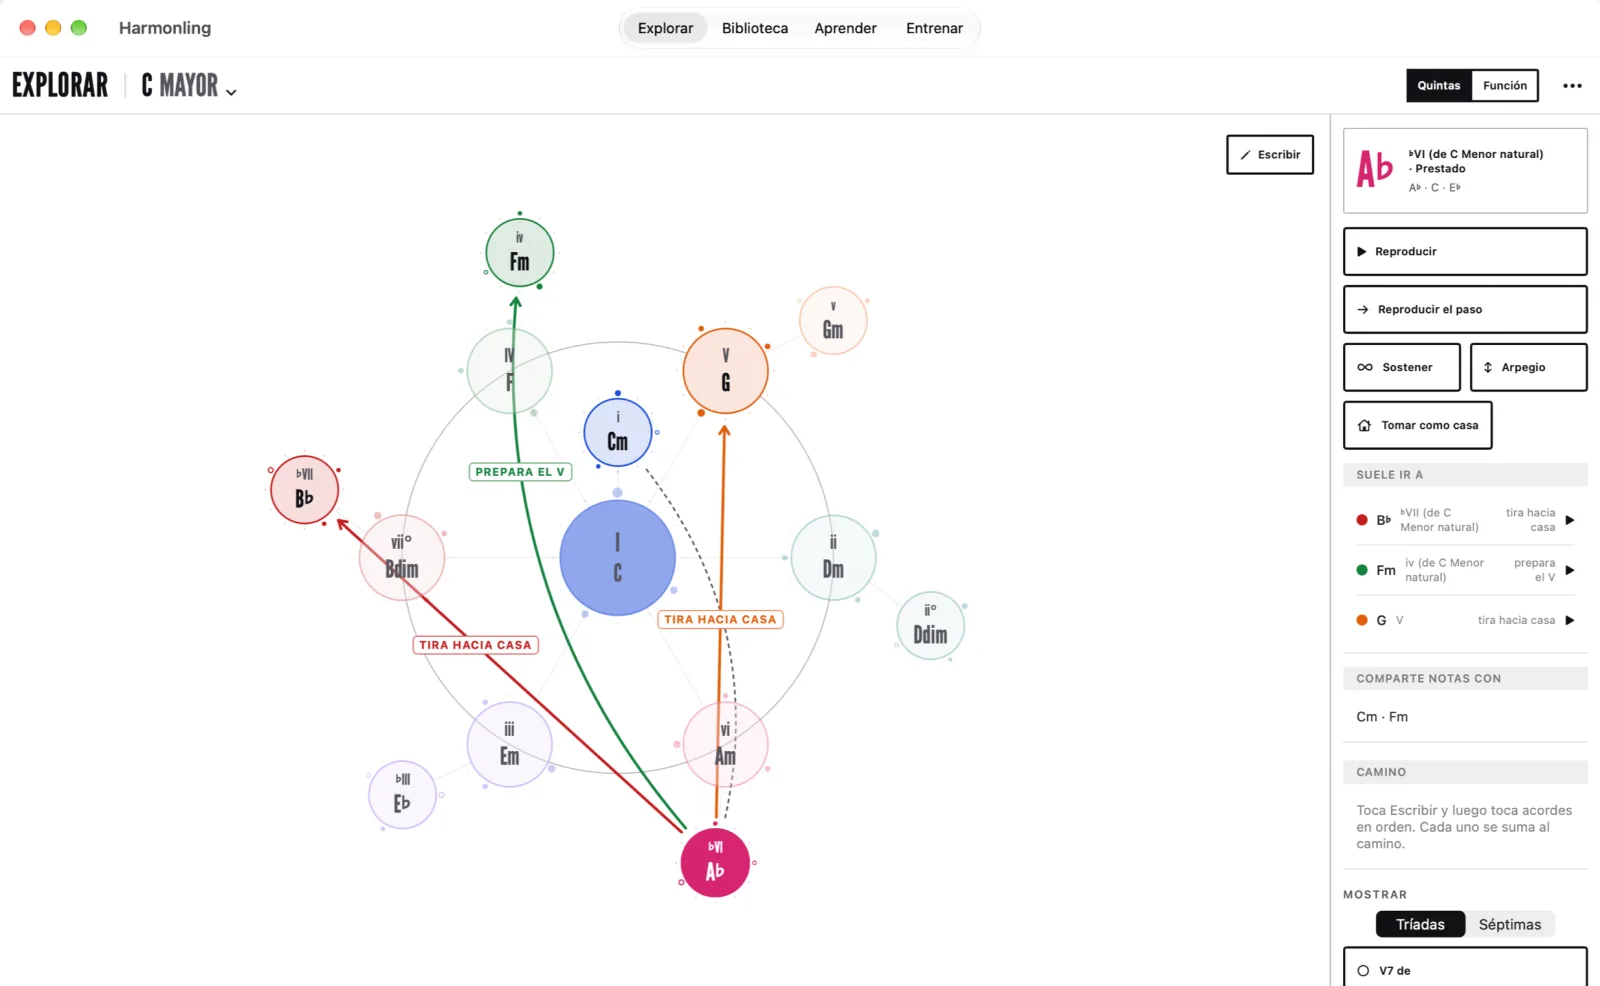 Harmonling
Explorar
Biblioteca
Aprender
Entrenar
EXPLORAR
C MAYOR
Quintas
Función
Escribir
iv
Fm
IV
F
V
G
v
Gm
i
Cm
♭VII
B♭
PREPARA EL V
vii°
Bdim
I
C
ii
Dm
ii°
Ddim
TIRA HACIA CASA
TIRA HACIA CASA
iii
Em
vi
Am
♭III
E♭
♭VI
A♭
A♭
♭VI (de C Menor natural)
· Prestado
A♭ · C · E♭
Reproducir
Reproducir el paso
Sostener
Arpegio
Tomar como casa
SUELE IR A
B♭
♭VII (de C
Menor natural)
tira hacia
casa
Fm
iv (de C Menor
natural)
prepara
el V
G
V
tira hacia casa
COMPARTE NOTAS CON
Cm · Fm
CAMINO
Toca Escribir y luego toca acordes
en orden. Cada uno se suma al
camino.
MOSTRAR
Tríadas
Séptimas
V7 de